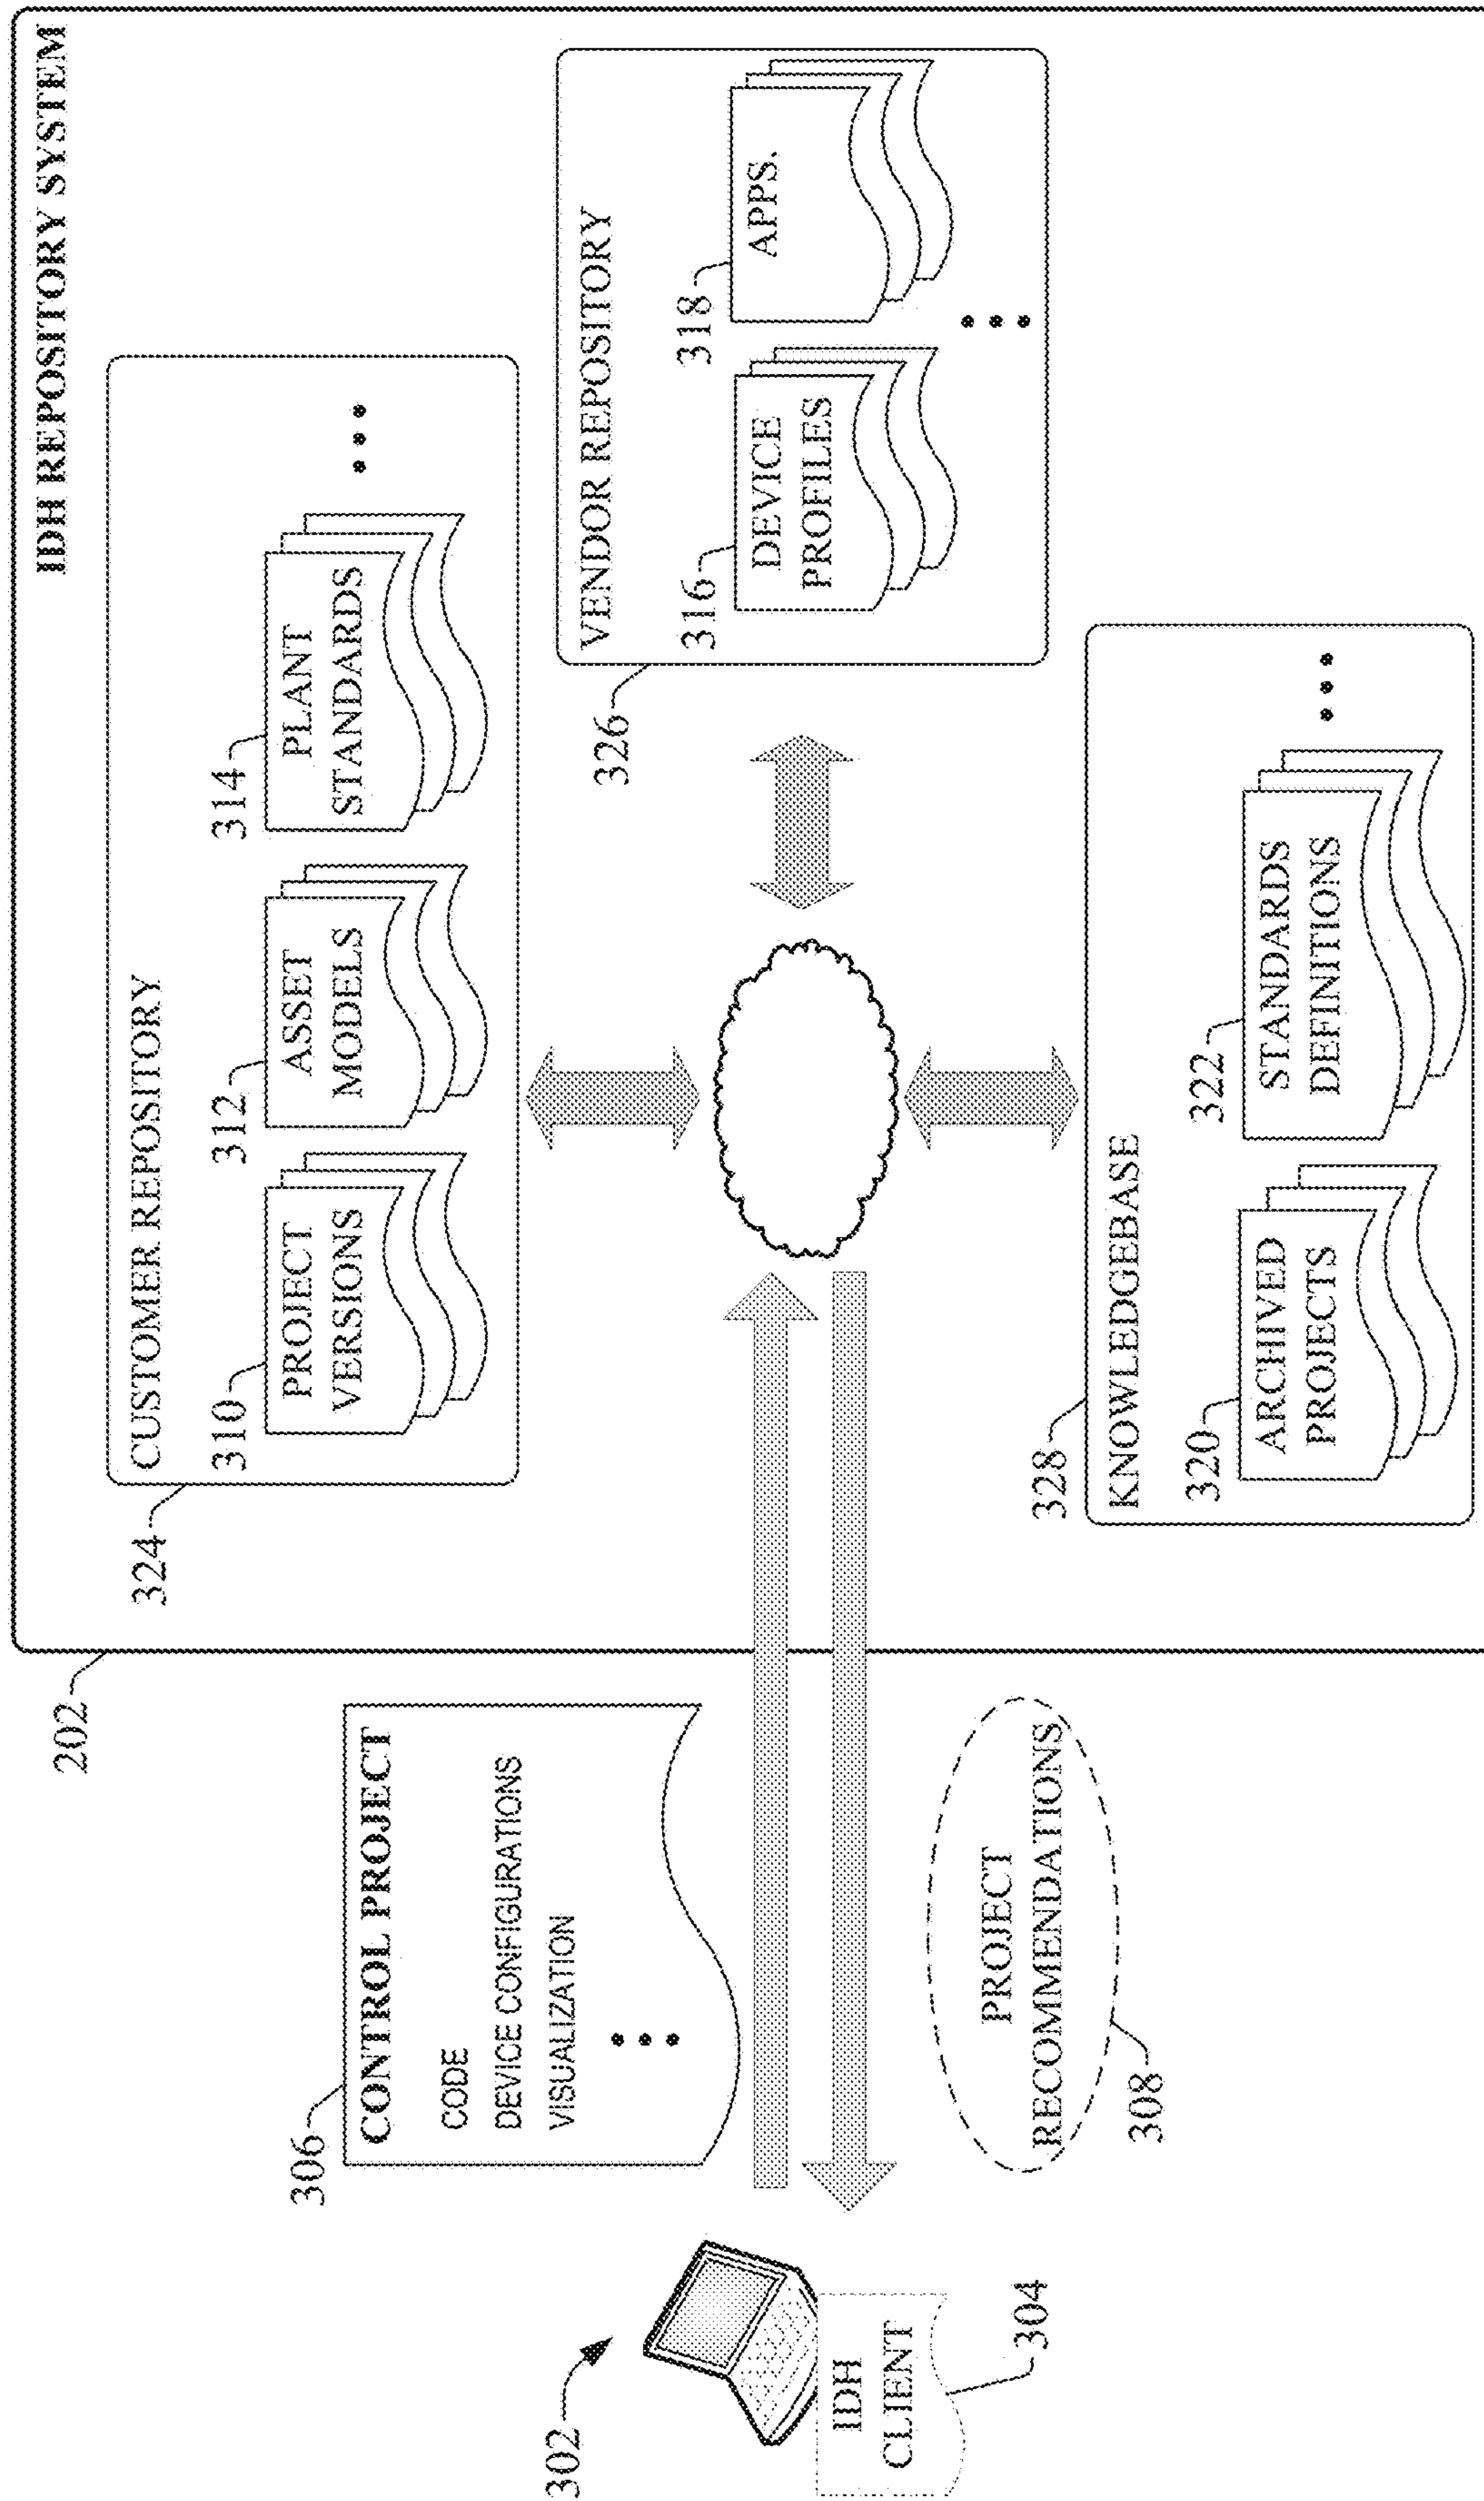 IDH REPOSITORY SYSTEM
202
CUSTOMER REPOSITORY
324
310
PROJECT
VERSIONS
312
ASSET
MODELS
314
PLANT
STANDARDS
VENDOR REPOSITORY
326
316
DEVICE
PROFILES
318
APPS.
KNOWLEDGEBASE
328
320
ARCHIVED
PROJECTS
322
STANDARDS
DEFINITIONS
306
CONTROL PROJECT
CODE
DEVICE CONFIGURATIONS
VISUALIZATION
302
IDH
CLIENT
304
PROJECT
RECOMMENDATIONS
308